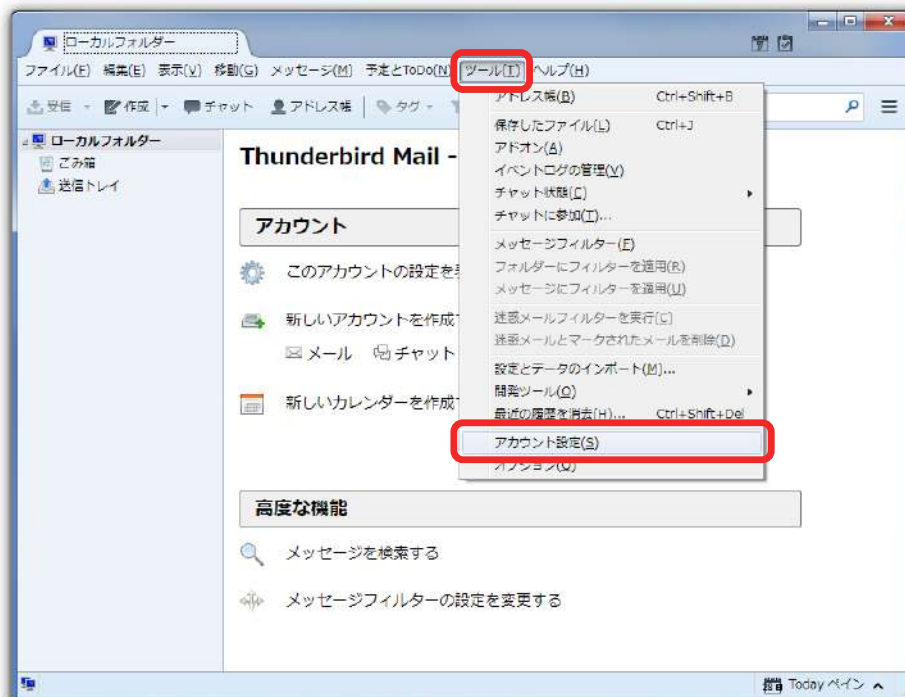 ローカルフォルダー
ファイル(F) 編集(E) 表示(V) 移動(G) メッセージ(M) 予定とToDo(N) ツール(T) ヘルプ(H)
受信 作成 チャット アドレス帳 タグ
アドレス帳(B) Ctrl+Shift+B
保存したファイル(L) Ctrl+J
アドオン(A)
イベントログの管理(Y)
チャット状態(C)
チャットに参加(T)...
メッセージフィルター(F)
フォルダーにフィルターを適用(R)
メッセージにフィルターを適用(U)
迷惑メールフィルターを実行(C)
迷惑メールとマークされたメールを削除(D)
設定とデータのインポート(M)...
開発ツール(O)
最近の履歴を消去(H)... Ctrl+Shift+Del
アカウント設定(S)
オプション(O)
ローカルフォルダー
ごみ箱
送信トレイ
Thunderbird Mail -
アカウント
このアカウントの設定を
新しいアカウントを作成
メール チャット
新しいカレンダーを作成
高度な機能
メッセージを検索する
メッセージフィルターの設定を変更する
Today ペイン